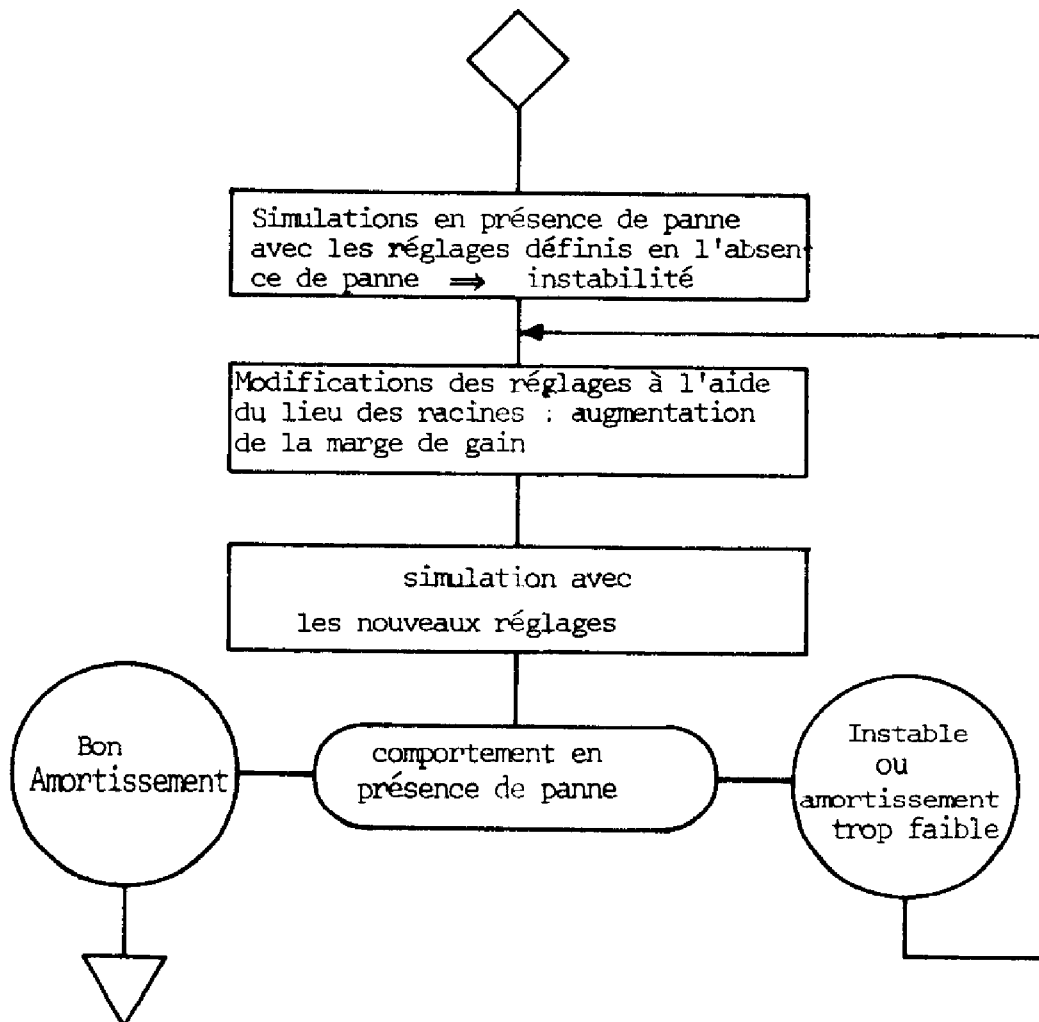 Simulations en présence de panne
avec les réglages définis en l'absen-
ce de panne ⇒ instabilité
Modifications des réglages à l'aide
du lieu des racines : augmentation
de la marge de gain
simulation avec
les nouveaux réglages
Bon
Amortissement
comportement en
présence de panne
Instable
ou
amortissement
trop faible